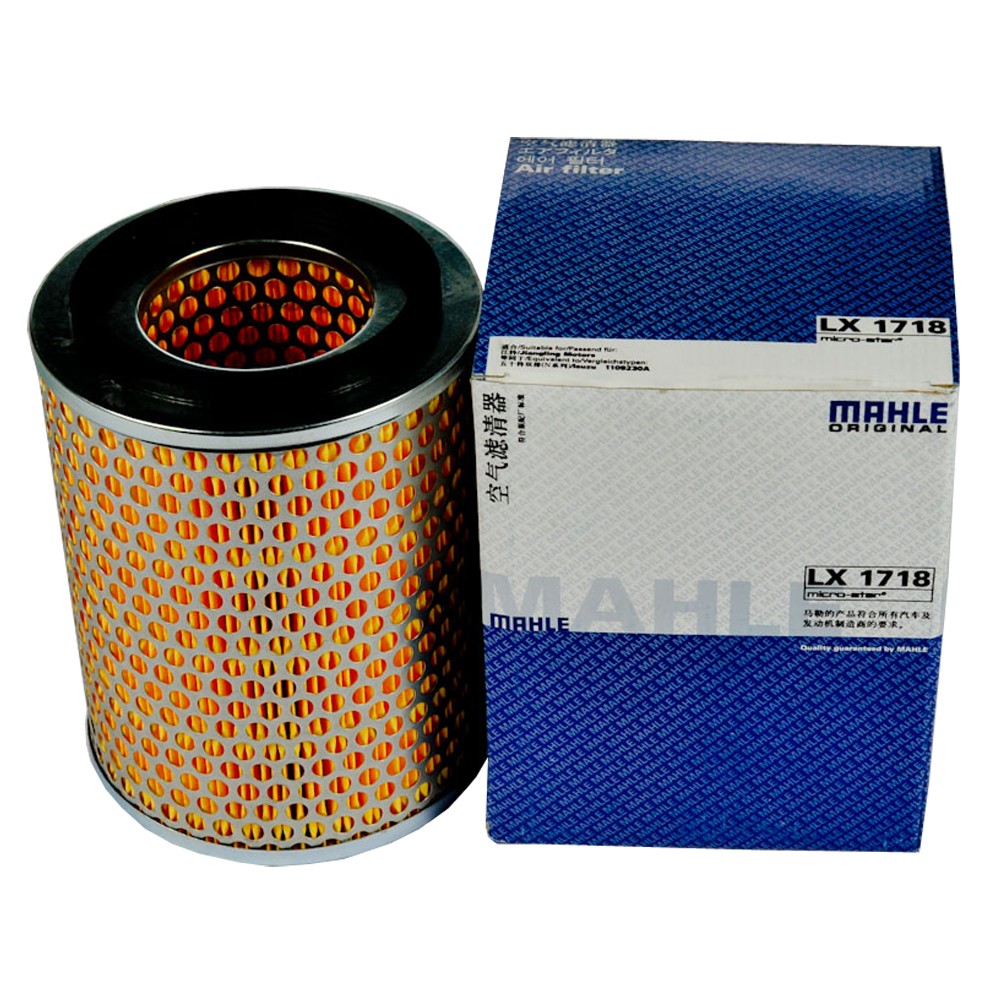 空气滤清器
エアフィルタ
에어 필터
Air filter
LX 1718
micro-star®
适合/Suitable for/Passend für:
江铃/Jiangling Motors
等同于/Equivalent to/Vergleichstypen:
五十铃双排(N系列)/Isuzu 1109230A
空气滤清器
符合装配厂标准
MAHLE
ORIGINAL
MAHLE
MAHLE
LX 1718
micro-star®
马勒的产品符合所有汽车及
发动机制造商的要求。
Quality guaranteed by MAHLE